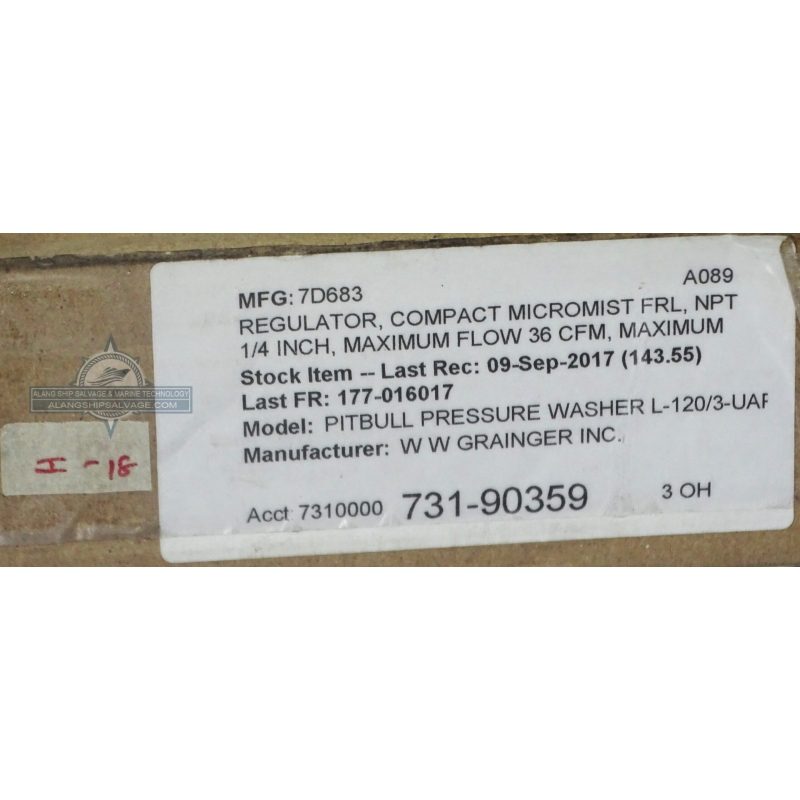 A089
MFG: 7D683
REGULATOR, COMPACT MICROMIST FRL, NPT
1/4 INCH, MAXIMUM FLOW 36 CFM, MAXIMUM
Stock Item -- Last Rec: 09-Sep-2017 (143.55)
Last FR: 177-016017
Model: PITBULL PRESSURE WASHER L-120/3-UAF
Manufacturer: W W GRAINGER INC.
Acct: 7310000 731-90359 3 OH
ALANG SHIP SALVAGE & MARINE TECHNOLOGY
ALANGSHIPSALVAGE.COM
I - 18